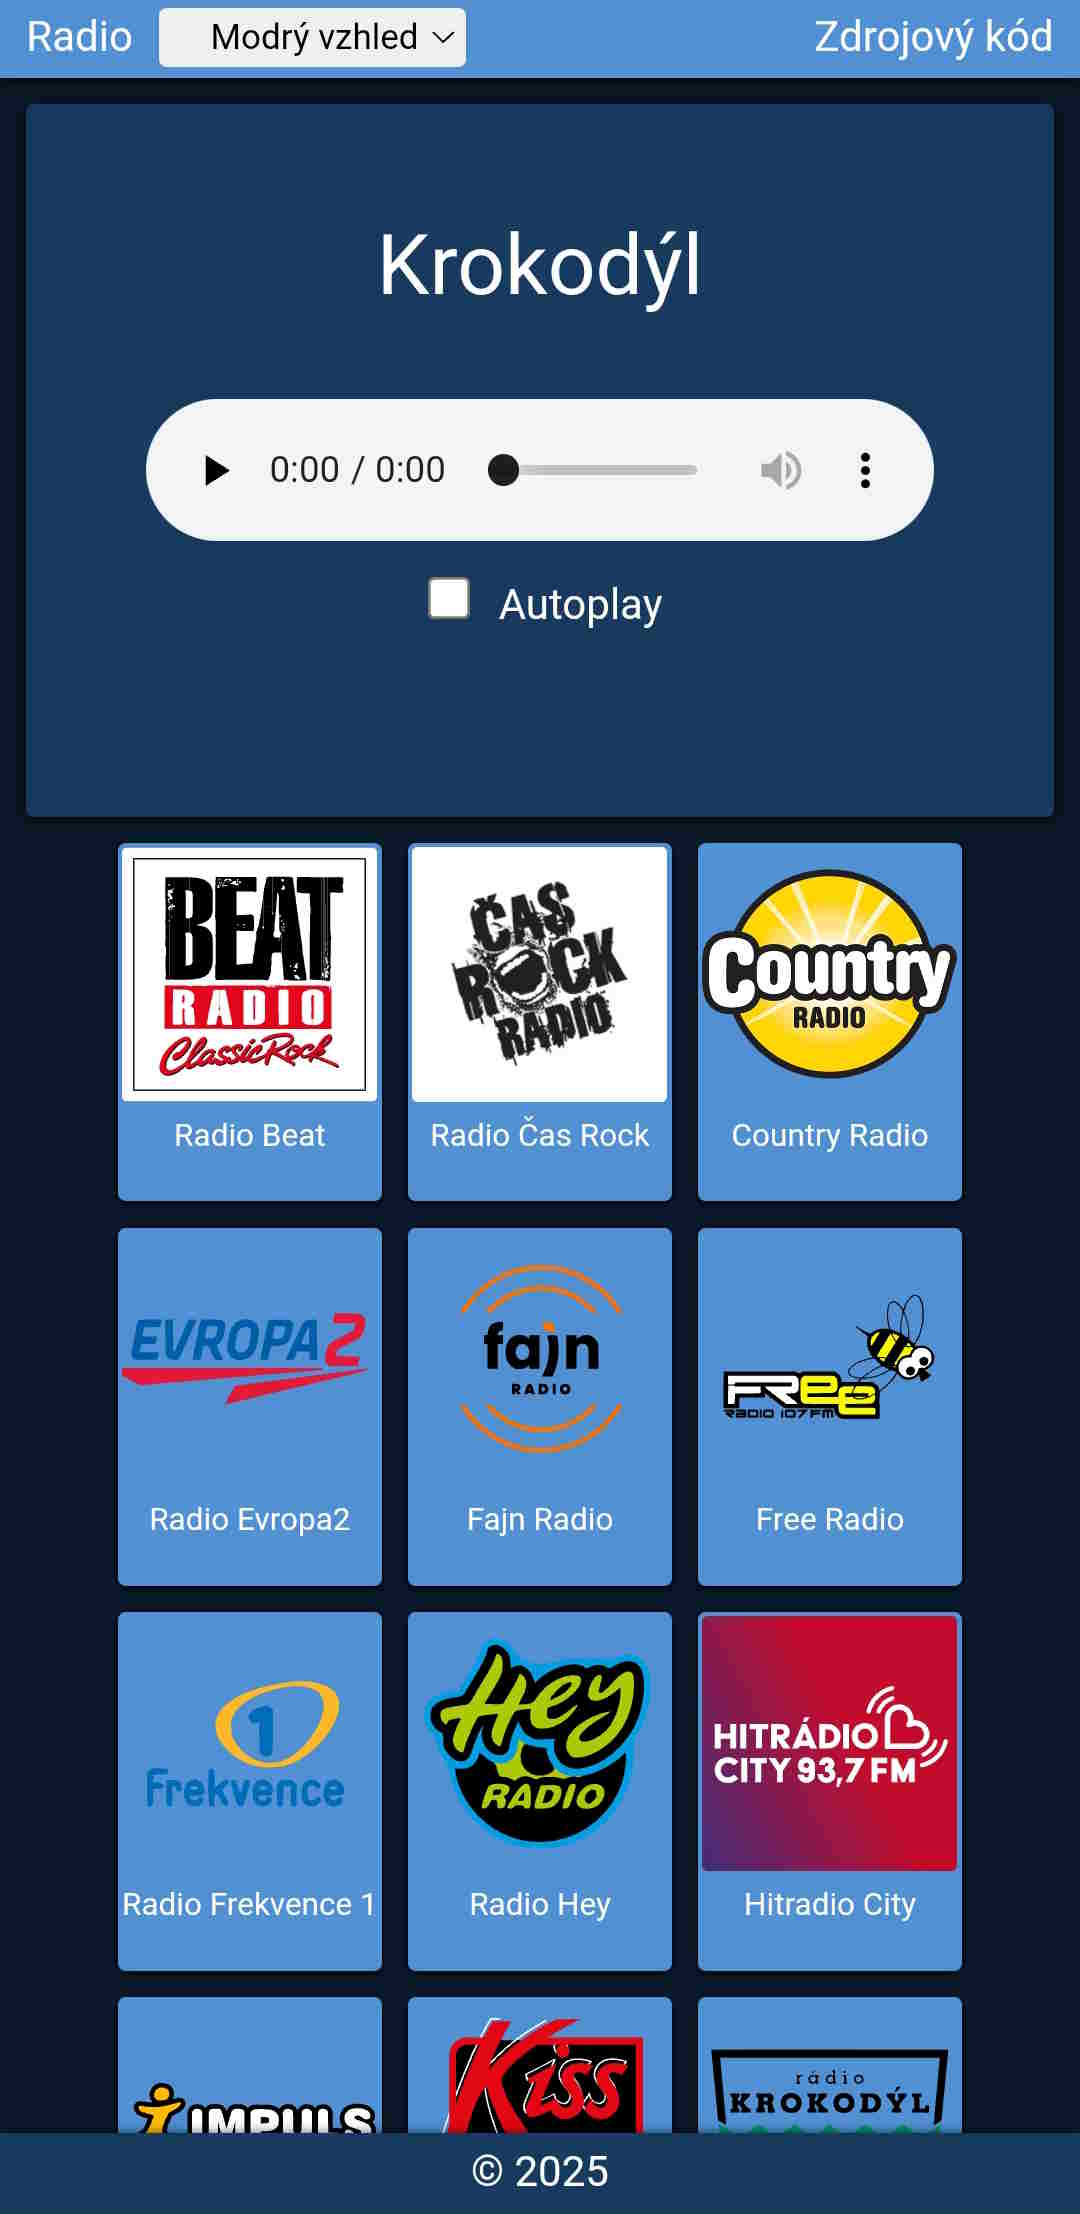 Radio
Modrý vzhled
Zdrojový kód
Krokodýl
0:00 / 0:00
Autoplay
BEAT
RADIO
Classic Rock
Radio Beat
ČAS
ROCK
RADIO
Radio Čas Rock
Country
RADIO
Country Radio
EVROPA 2
Radio Evropa2
fajn
RADIO
Fajn Radio
FREE
RADIO 107 FM
Free Radio
1
Frekvence
Radio Frekvence 1
Hey
RADIO
Radio Hey
HITRÁDIO
CITY 93,7 FM
Hitradio City
IMPULS
Kiss
rádio
KROKODÝL
© 2025